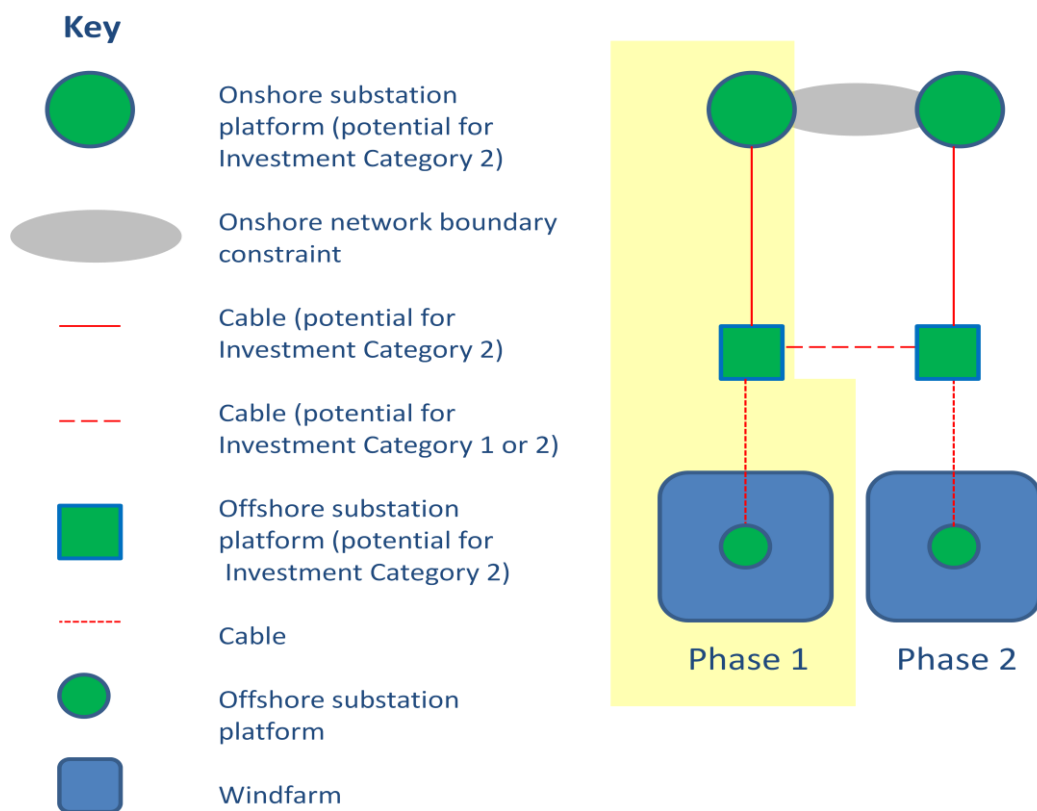 Key
Onshore substation
platform (potential for
Investment Category 2)
Onshore network boundary
constraint
Cable (potential for
Investment Category 2)
Cable (potential for
Investment Category 1 or 2)
Offshore substation
platform (potential for
Investment Category 2)
Cable
Offshore substation
platform
Windfarm
Phase 1
Phase 2